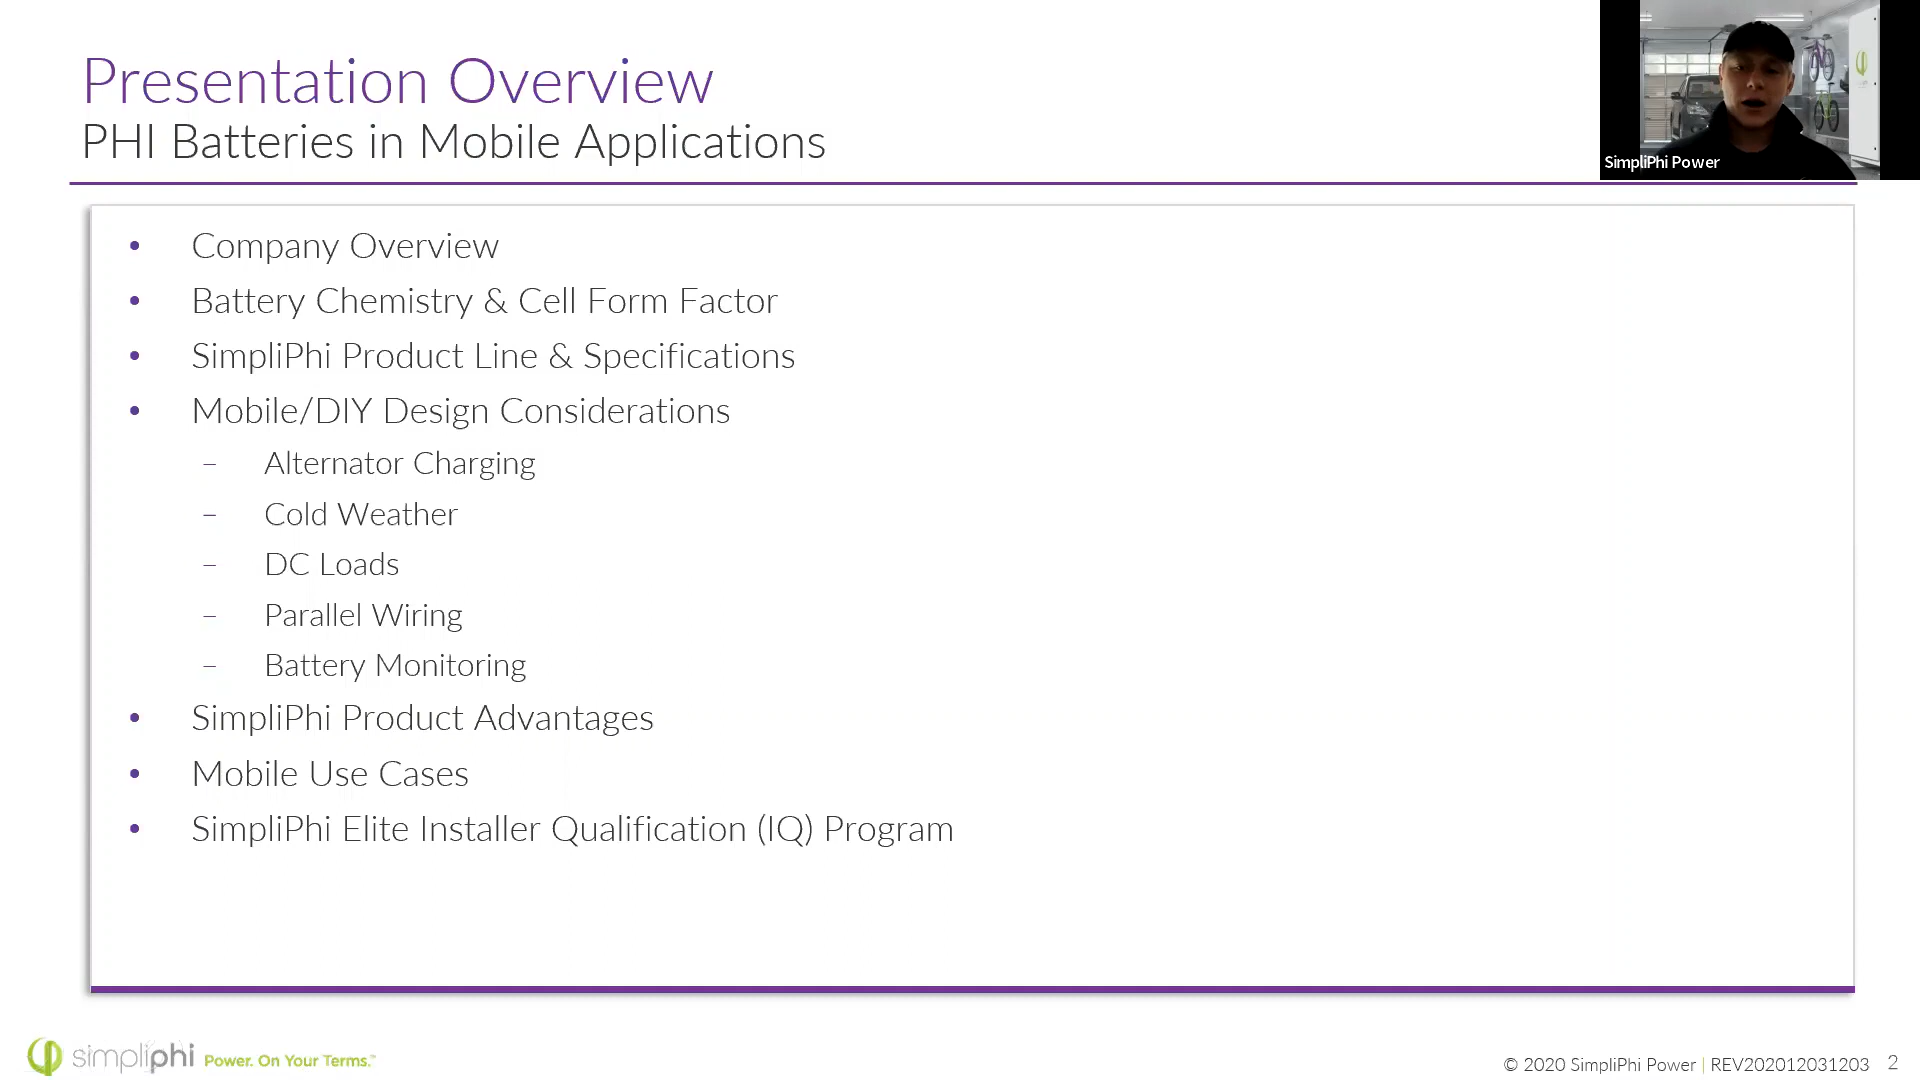 Presentation Overview
PHI Batteries in Mobile Applications
SimpliPhi Power
• Company Overview
• Battery Chemistry & Cell Form Factor
• SimpliPhi Product Line & Specifications
• Mobile/DIY Design Considerations
– Alternator Charging
– Cold Weather
– DC Loads
– Parallel Wiring
– Battery Monitoring
• SimpliPhi Product Advantages
• Mobile Use Cases
• SimpliPhi Elite Installer Qualification (IQ) Program
simpliphi Power. On Your Terms.™
© 2020 SimpliPhi Power | REV202012031203 2